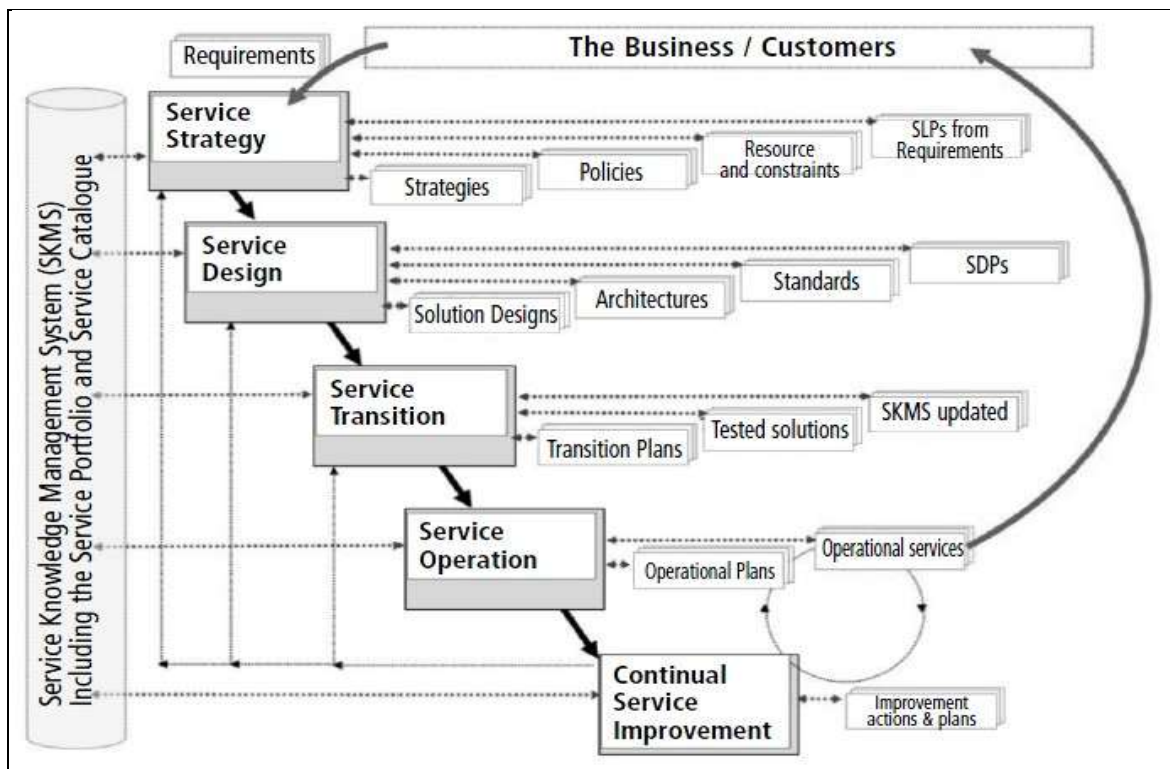 The Business / Customers
Requirements
Service
Strategy
SLPs from
Requirements
Resource
and constraints
Policies
Strategies
Service
Design
SDPs
Standards
Architectures
Solution Designs
Service
Transition
SKMS updated
Tested solutions
Transition Plans
Service
Operation
Operational services
Operational Plans
Continual
Service
Improvement
Improvement
actions & plans
Service Knowledge Management System (SKMS)
Including the Service Portfolio and Service Catalogue